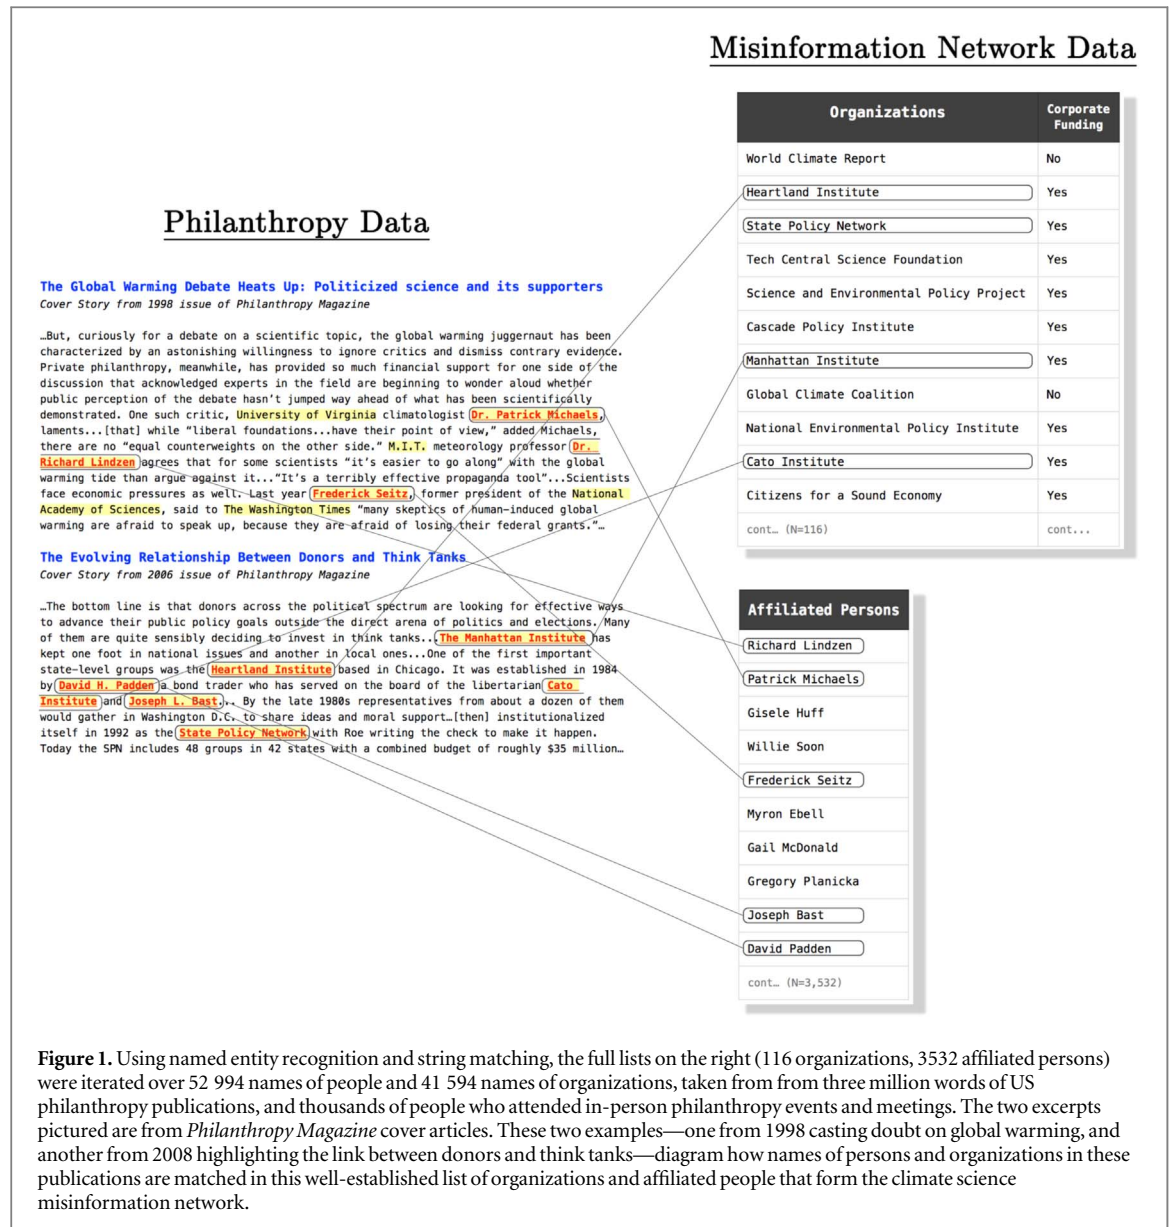 Misinformation Network Data
Organizations Corporate Funding
World Climate Report No
Heartland Institute Yes
State Policy Network Yes
Tech Central Science Foundation Yes
Science and Environmental Policy Project Yes
Cascade Policy Institute Yes
Manhattan Institute Yes
Global Climate Coalition No
National Environmental Policy Institute Yes
Cato Institute Yes
Citizens for a Sound Economy Yes
cont… (N=116) cont...
Philanthropy Data
The Global Warming Debate Heats Up: Politicized science and its supporters
Cover Story from 1998 issue of Philanthropy Magazine
…But, curiously for a debate on a scientific topic, the global warming juggernaut has been
characterized by an astonishing willingness to ignore critics and dismiss contrary evidence.
Private philanthropy, meanwhile, has provided so much financial support for one side of the
discussion that acknowledged experts in the field are beginning to wonder aloud whether
public perception of the debate hasn't jumped way ahead of what has been scientifically
demonstrated. One such critic, University of Virginia climatologist Dr. Patrick Michaels,
laments...[that] while “liberal foundations...have their point of view,” added Michaels,
there are no “equal counterweights on the other side.” M.I.T. meteorology professor Dr.
Richard Lindzen agrees that for some scientists “it's easier to go along” with the global
warming tide than argue against it...“It's a terribly effective propaganda tool”...Scientists
face economic pressures as well. Last year Frederick Seitz, former president of the National
Academy of Sciences, said to The Washington Times “many skeptics of human-induced global
warming are afraid to speak up, because they are afraid of losing their federal grants.”…
The Evolving Relationship Between Donors and Think Tanks
Cover Story from 2006 issue of Philanthropy Magazine
…The bottom line is that donors across the political spectrum are looking for effective ways
to advance their public policy goals outside the direct arena of politics and elections. Many
of them are quite sensibly deciding to invest in think tanks...The Manhattan Institute has
kept one foot in national issues and another in local ones...One of the first important
state-level groups was the Heartland Institute based in Chicago. It was established in 1984
by David H. Padden a bond trader who has served on the board of the libertarian Cato
Institute and Joseph L. Bast... By the late 1980s representatives from about a dozen of them
would gather in Washington D.C. to share ideas and moral support…[then] institutionalized
itself in 1992 as the State Policy Network with Roe writing the check to make it happen.
Today the SPN includes 48 groups in 42 states with a combined budget of roughly $35 million…
Affiliated Persons
Richard Lindzen
Patrick Michaels
Gisele Huff
Willie Soon
Frederick Seitz
Myron Ebell
Gail McDonald
Gregory Planicka
Joseph Bast
David Padden
cont… (N=3,532)
Figure 1. Using named entity recognition and string matching, the full lists on the right (116 organizations, 3532 affiliated persons)
were iterated over 52 994 names of people and 41 594 names of organizations, taken from from three million words of US
philanthropy publications, and thousands of people who attended in-person philanthropy events and meetings. The two excerpts
pictured are from Philanthropy Magazine cover articles. These two examples—one from 1998 casting doubt on global warming, and
another from 2008 highlighting the link between donors and think tanks—diagram how names of persons and organizations in these
publications are matched in this well-established list of organizations and affiliated people that form the climate science
misinformation network.